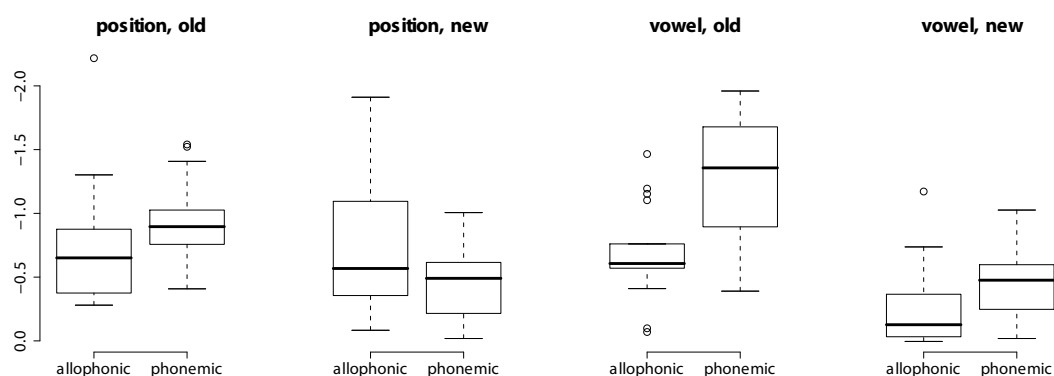 position, old position, new vowel, old vowel, new
−2.0
−1.5
−1.0
−0.5
0.0
allophonic phonemic allophonic phonemic allophonic phonemic allophonic phonemic